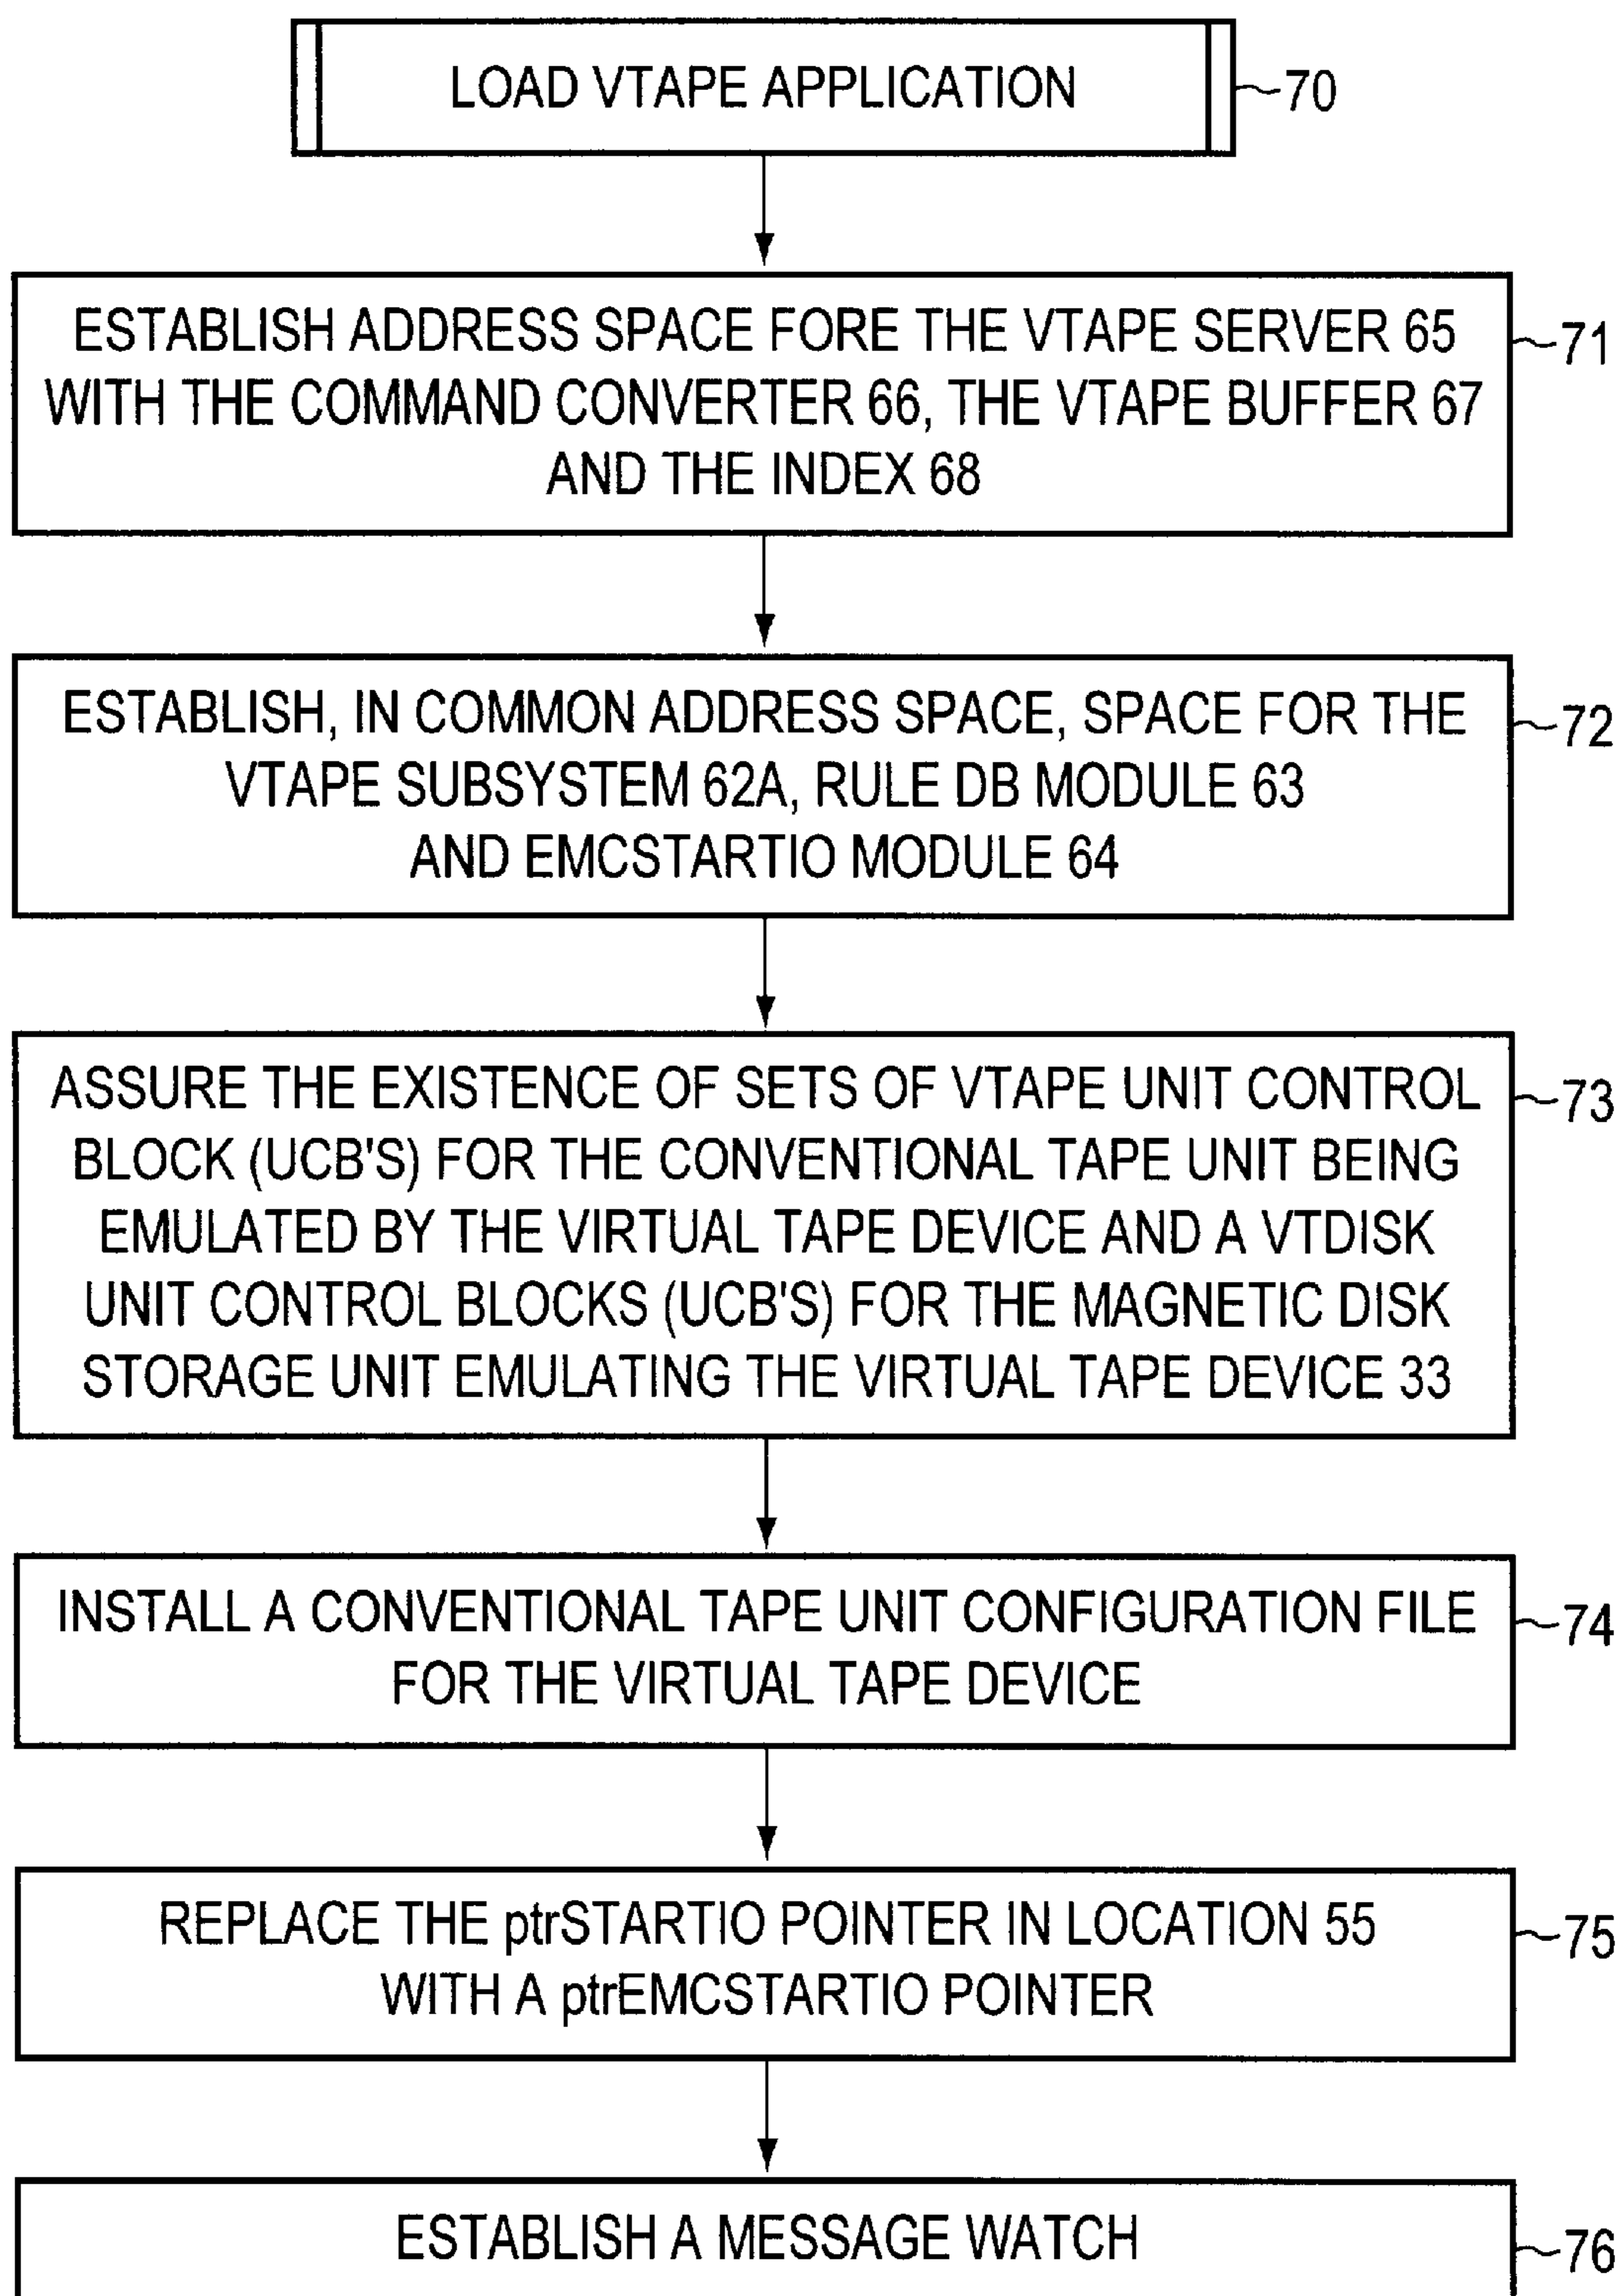 LOAD VTAPE APPLICATION
70
ESTABLISH ADDRESS SPACE FORE THE VTAPE SERVER 65
WITH THE COMMAND CONVERTER 66, THE VTAPE BUFFER 67
AND THE INDEX 68
71
ESTABLISH, IN COMMON ADDRESS SPACE, SPACE FOR THE
VTAPE SUBSYSTEM 62A, RULE DB MODULE 63
AND EMCSTARTIO MODULE 64
72
ASSURE THE EXISTENCE OF SETS OF VTAPE UNIT CONTROL
BLOCK (UCB'S) FOR THE CONVENTIONAL TAPE UNIT BEING
EMULATED BY THE VIRTUAL TAPE DEVICE AND A VTDISK
UNIT CONTROL BLOCKS (UCB'S) FOR THE MAGNETIC DISK
STORAGE UNIT EMULATING THE VIRTUAL TAPE DEVICE 33
73
INSTALL A CONVENTIONAL TAPE UNIT CONFIGURATION FILE
FOR THE VIRTUAL TAPE DEVICE
74
REPLACE THE ptrSTARTIO POINTER IN LOCATION 55
WITH A ptrEMCSTARTIO POINTER
75
ESTABLISH A MESSAGE WATCH
76